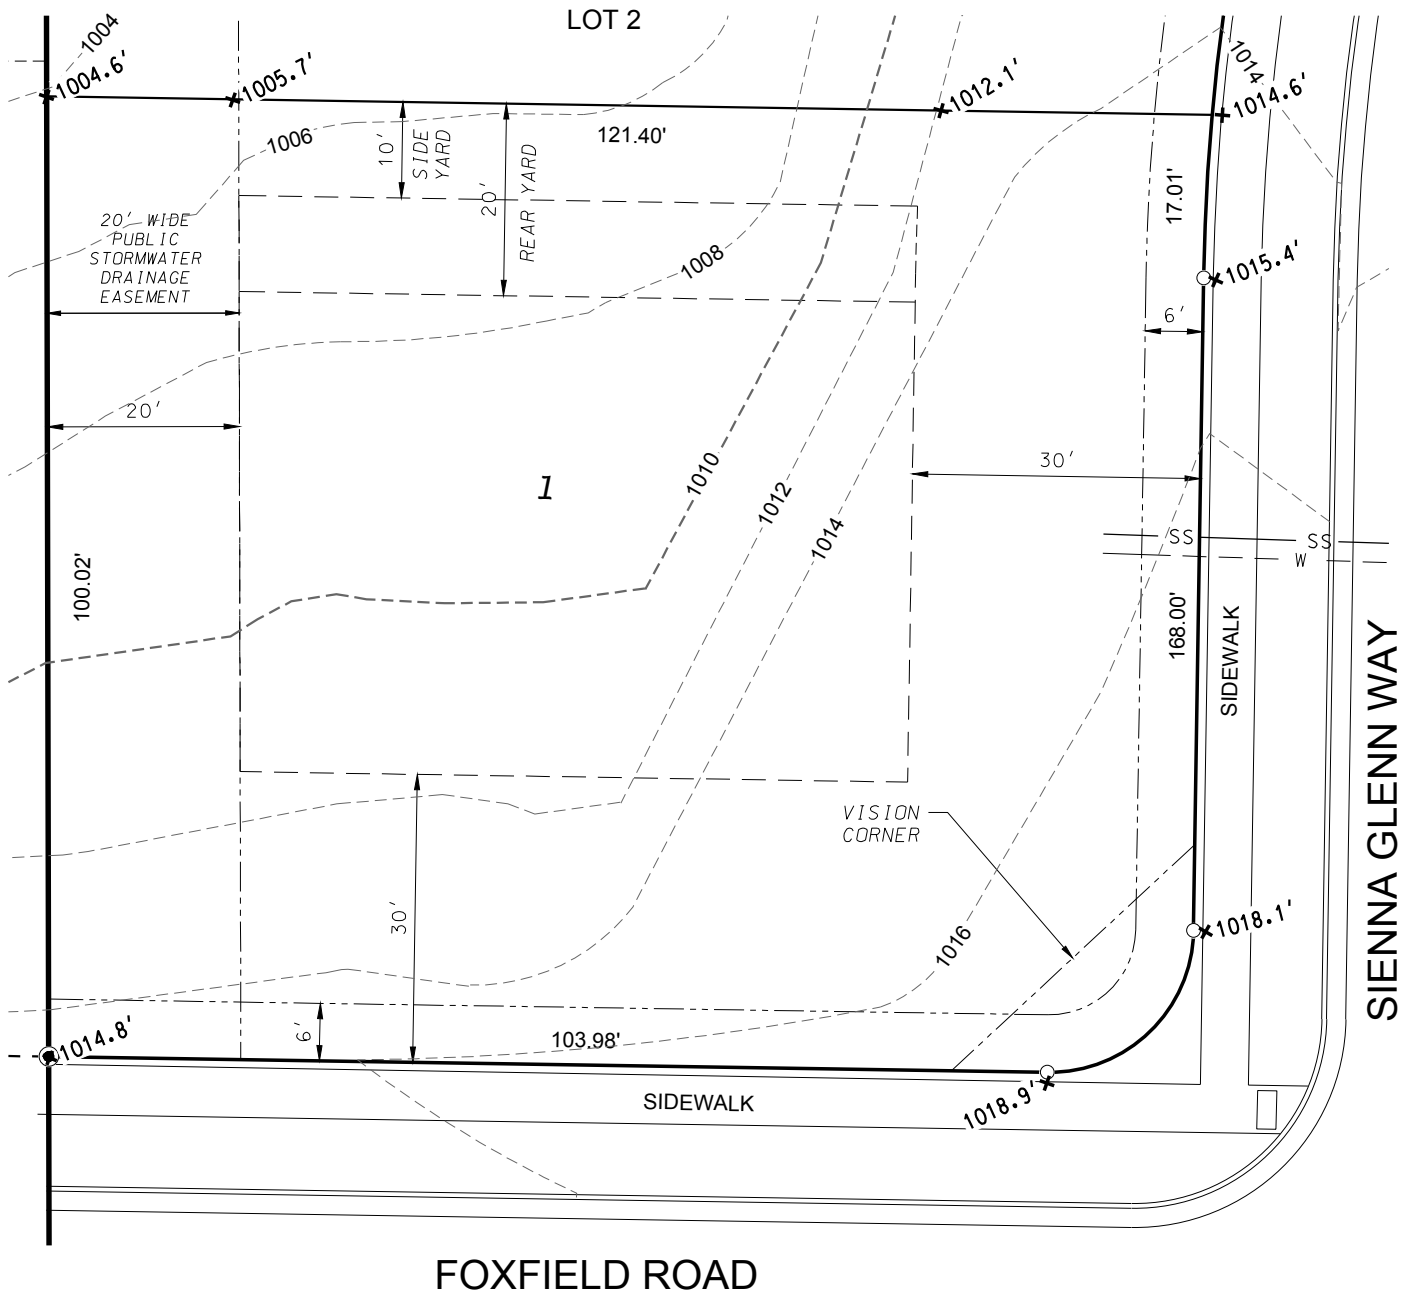 LOT 2
1004
1004.6'
1005.7'
1012.1'
1014
1014.6'
1006
10'
SIDE
YARD
20'
REAR YARD
121.40'
17.01'
20' WIDE
PUBLIC
STORMWATER
DRAINAGE
EASEMENT
1008
1015.4'
6'
20'
1
1010
1012
1014
30'
SS
SS
W
100.02'
168.00'
SIDEWALK
SIENNA GLENN WAY
VISION
CORNER
30'
1016
1018.1'
1014.8'
6'
103.98'
1018.9'
SIDEWALK
FOXFIELD ROAD